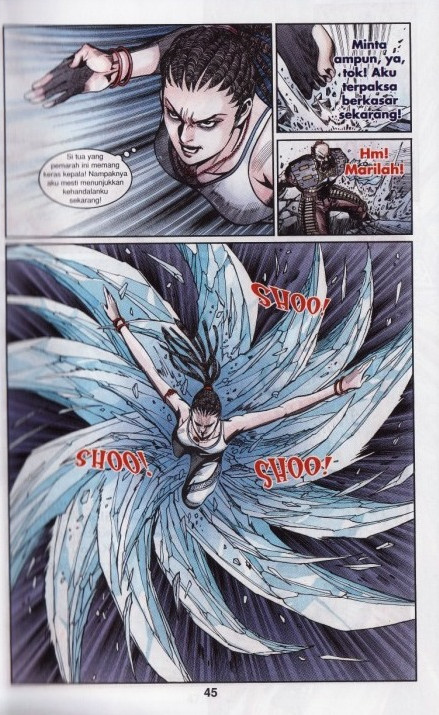 Si tua yang
pemarah ini memang
keras kepala! Nampaknya
aku mesti menunjukkan
kehandalanku
sekarang!
Minta
ampun, ya,
tok! Aku
terpaksa
berkasar
sekarang!
Hm!
Marilah!
SHOO!
SHOO!
SHOO!
45